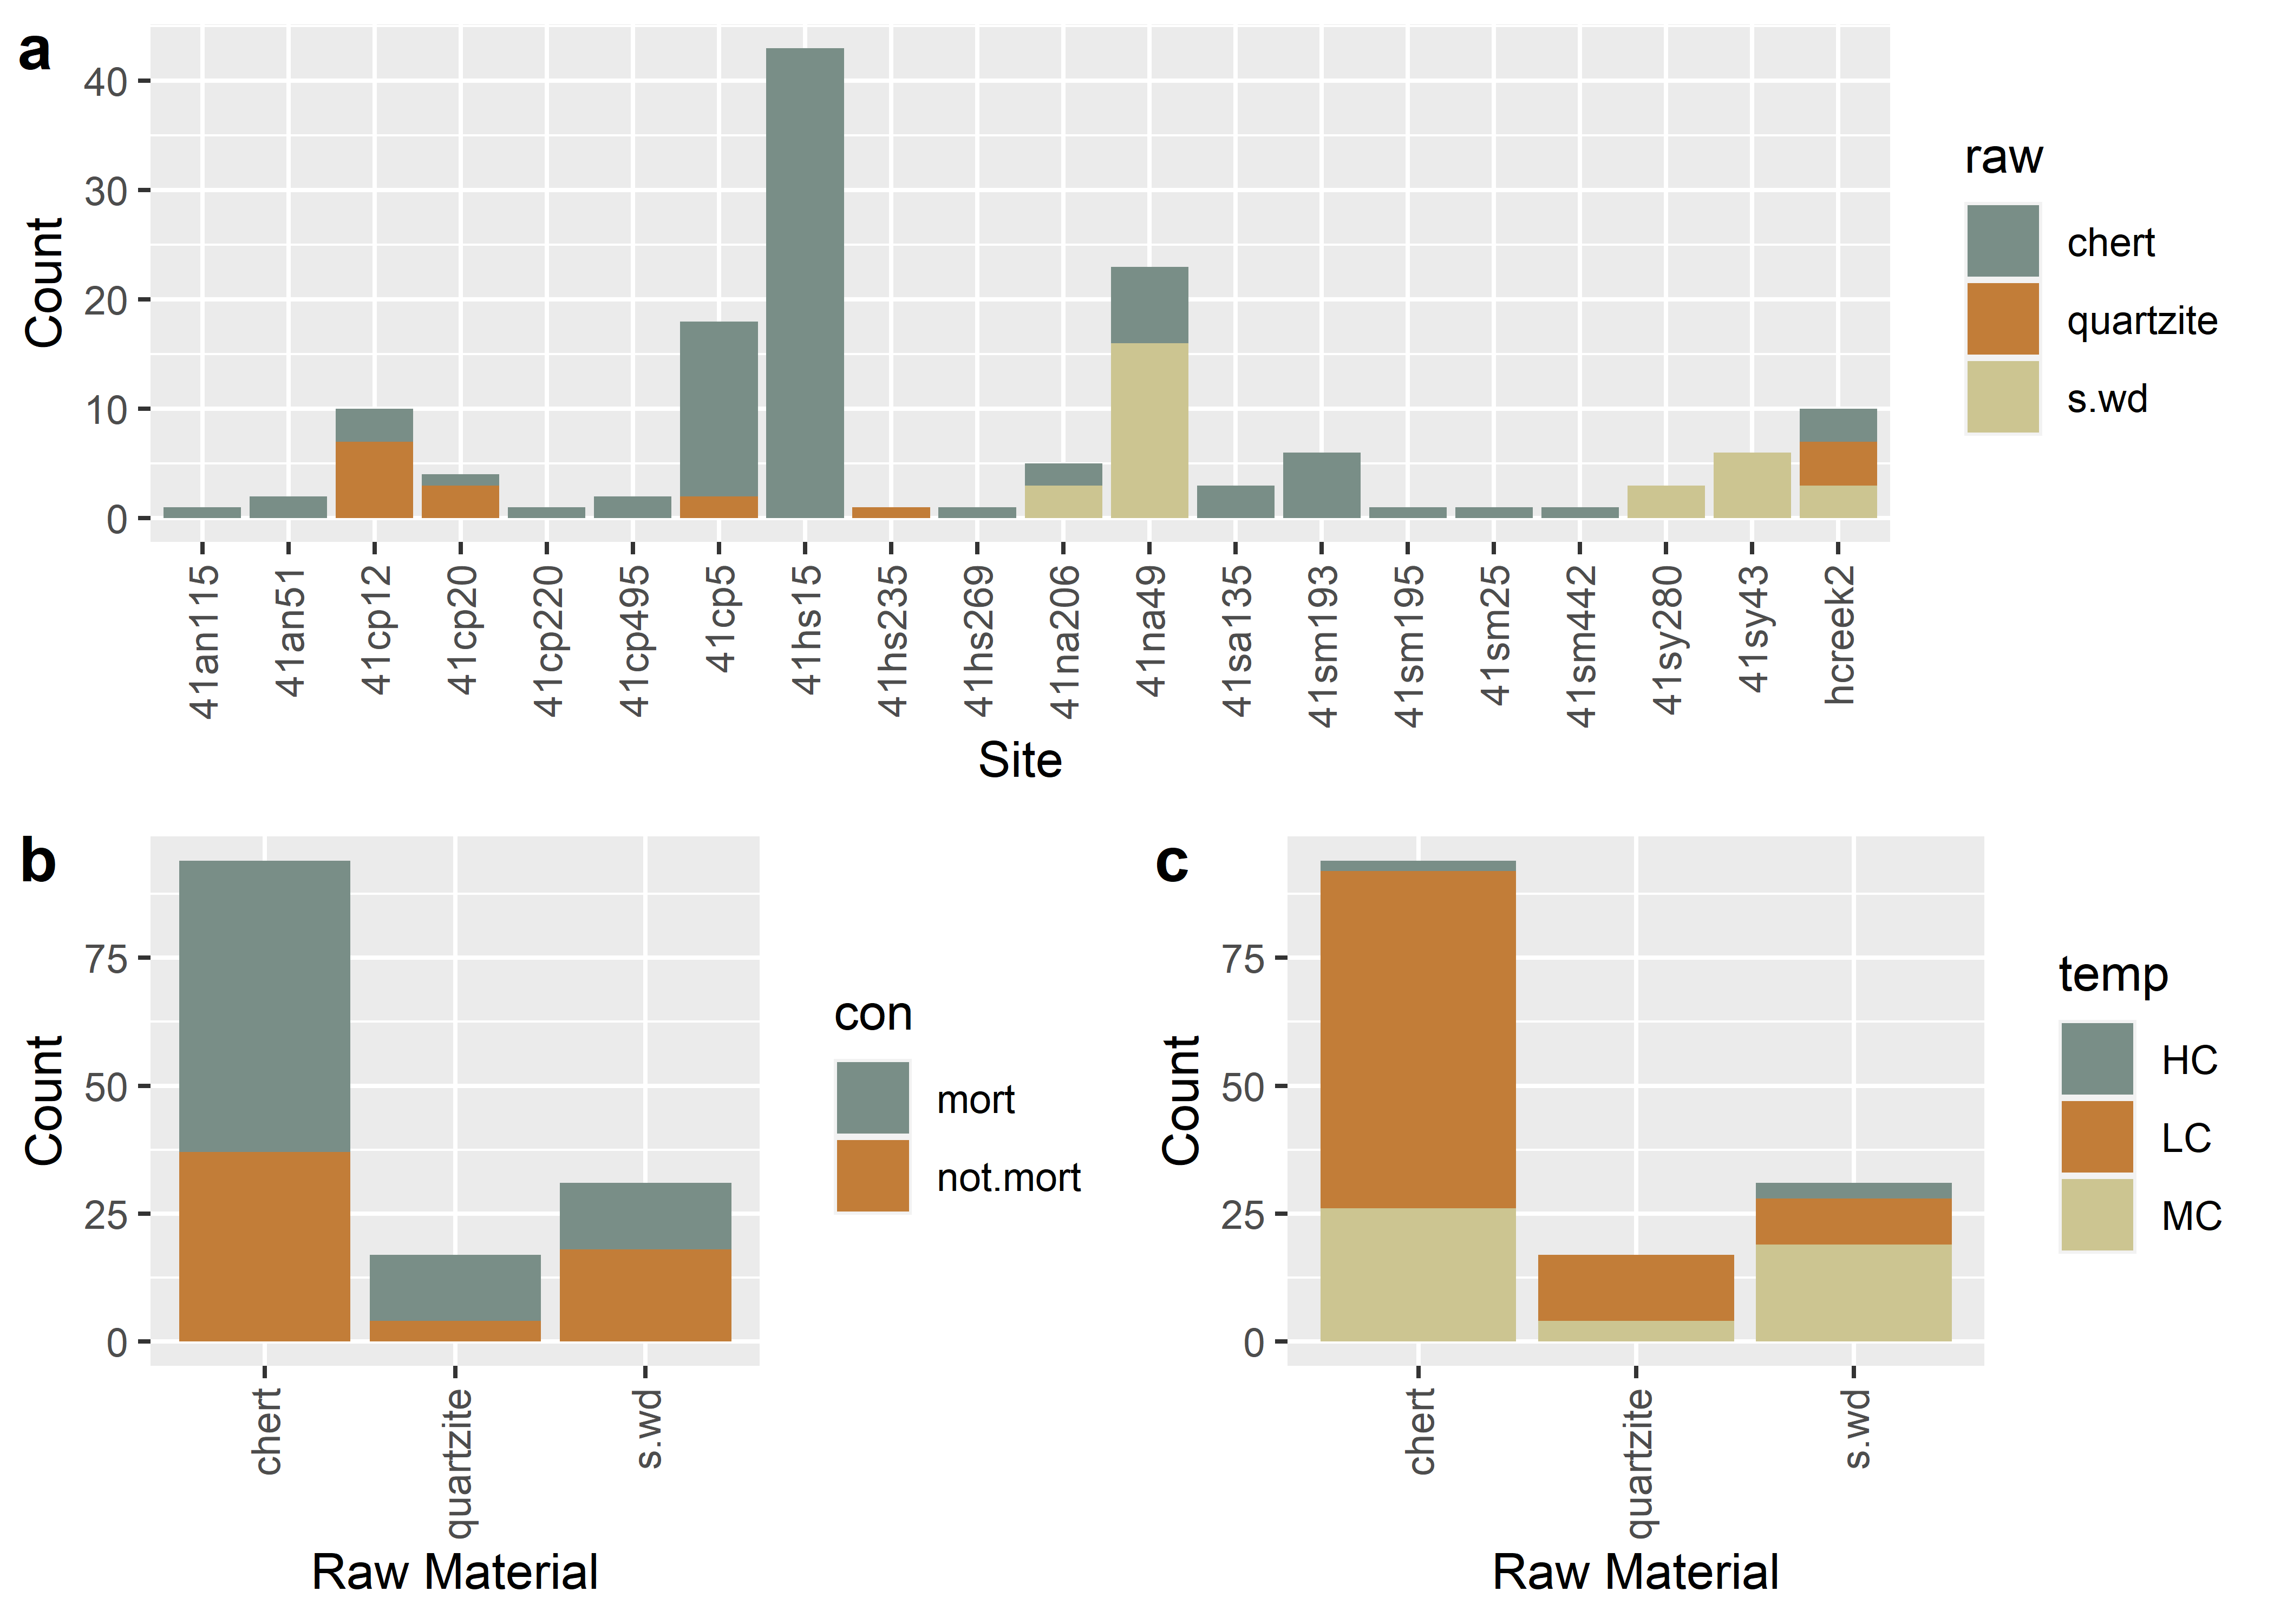 a
40
30
20
10
0
Count
41an115
41an51
41cp12
41cp20
41cp220
41cp495
41cp5
41hs15
41hs235
41hs269
41na206
41na49
41sa135
41sm193
41sm195
41sm25
41sm442
41sy280
41sy43
hcreek2
Site
raw
chert
quartzite
s.wd
b
75
50
25
0
Count
chert
quartzite
s.wd
Raw Material
con
mort
not.mort
c
75
50
25
0
Count
chert
quartzite
s.wd
Raw Material
temp
HC
LC
MC